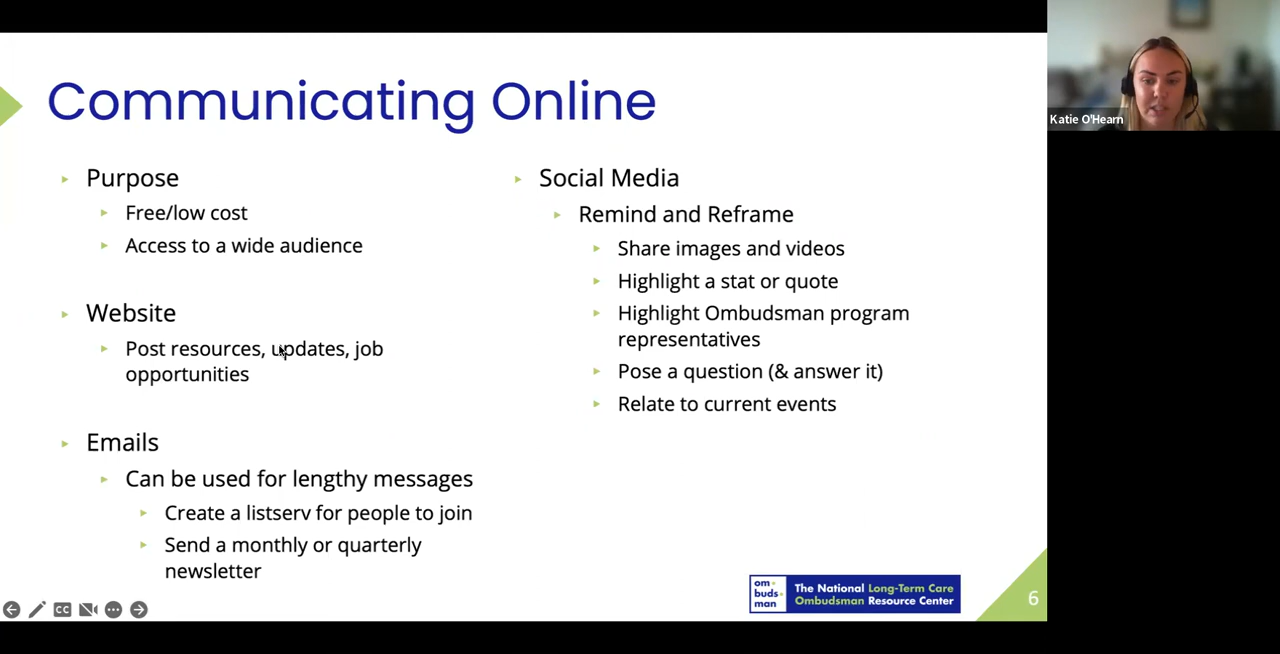 Communicating Online
Purpose
Free/low cost
Access to a wide audience
Website
Post resources, updates, job
opportunities
Emails
Can be used for lengthy messages
Create a listserv for people to join
Send a monthly or quarterly
newsletter
Social Media
Remind and Reframe
Share images and videos
Highlight a stat or quote
Highlight Ombudsman program
representatives
Pose a question (& answer it)
Relate to current events
om
buds
man
The National Long-Term Care
Ombudsman Resource Center
6
CC
Katie O'Hearn